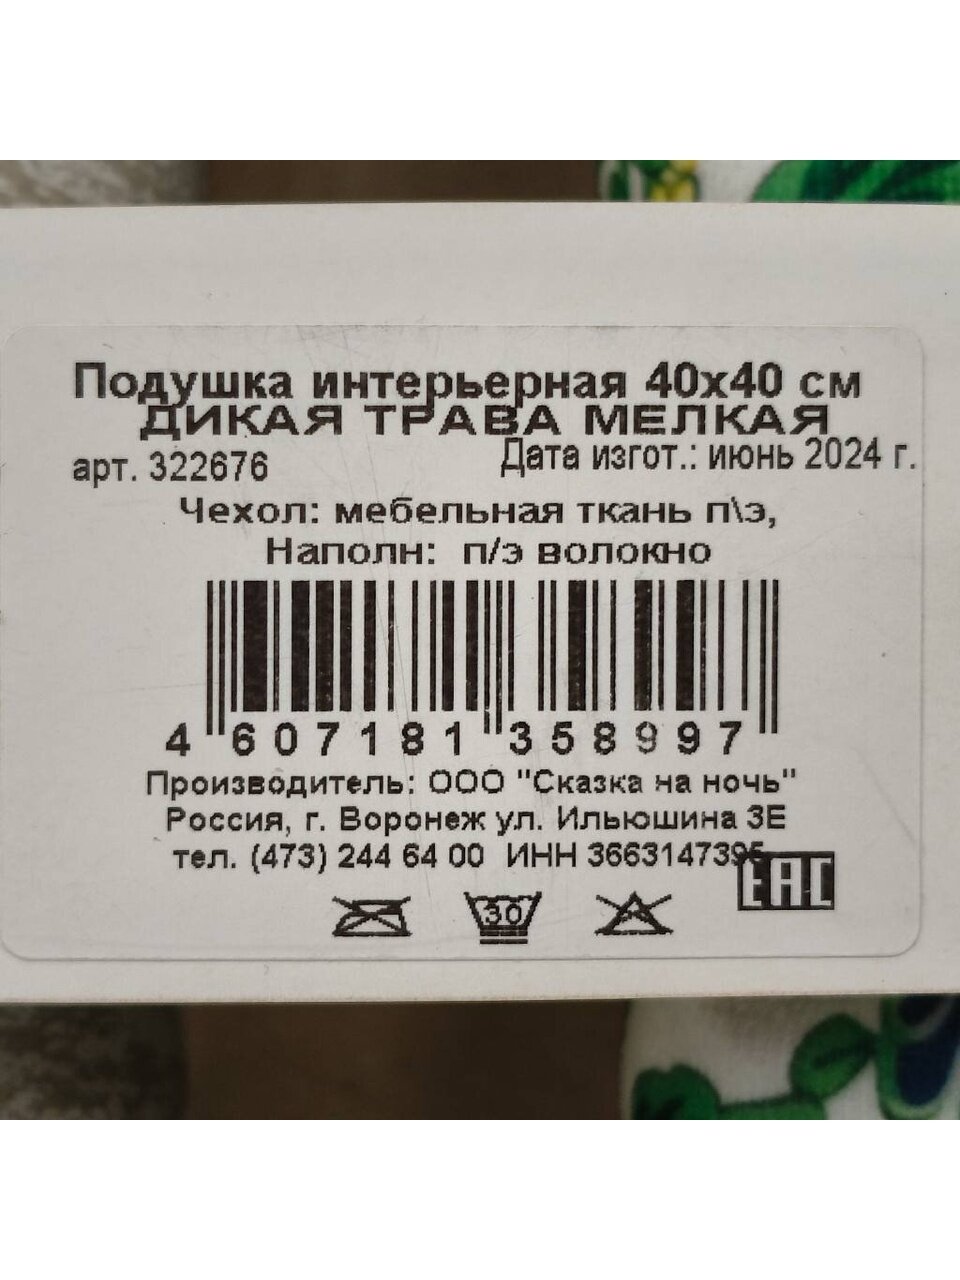 Подушка интерьерная 40х40 см
ДИКАЯ ТРАВА МЕЛКАЯ
арт. 322676 Дата изгот.: июнь 2024 г.
Чехол: мебельная ткань п\э,
Наполн: п/э волокно
4 607181 358997
Производитель: ООО "Сказка на ночь"
Россия, г. Воронеж ул. Ильюшина 3Е
тел. (473) 244 64 00 ИНН 3663147395
EAC
30